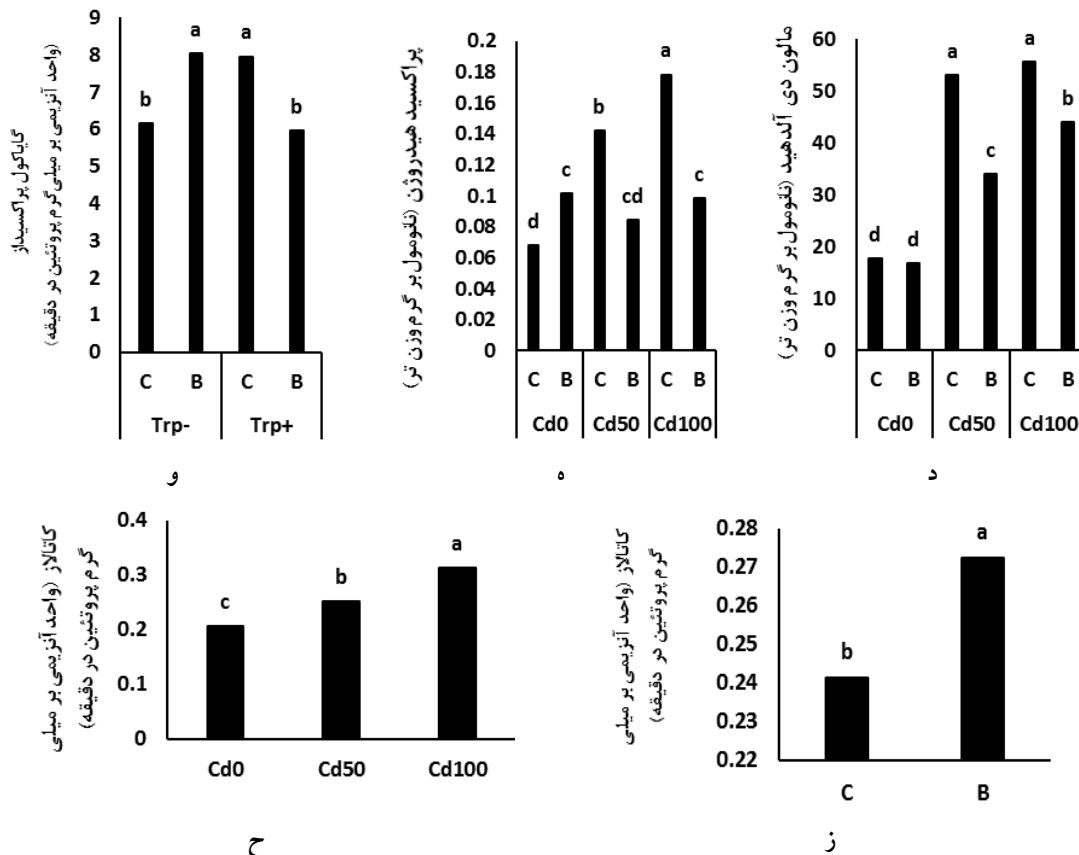 گایاکول پراکسیداز
(واحد آنزیمی بر میلی گرم پروتئین در دقیقه)
9
8
7
6
5
4
3
2
1
0
b
a
a
b
C B C B
Trp- Trp+
و
پراکسید هیدروژن (نانومول بر گرم وزن تر)
0.2
0.18
0.16
0.14
0.12
0.1
0.08
0.06
0.04
0.02
0
d
c
b
cd
a
c
C B C B C B
Cd0 Cd50 Cd100
ه
مالون دی آلدهید (نانومول بر گرم وزن تر)
60
50
40
30
20
10
0
d
d
a
c
a
b
C B C B C B
Cd0 Cd50 Cd100
د
کاتالاز (واحد آنزیمی بر میلی
گرم پروتئین در دقیقه)
0.4
0.3
0.2
0.1
0
c
b
a
Cd0 Cd50 Cd100
ح
کاتالاز (واحد آنزیمی بر میلی
گرم پروتئین در دقیقه)
0.28
0.27
0.26
0.25
0.24
0.23
0.22
b
a
C B
ز